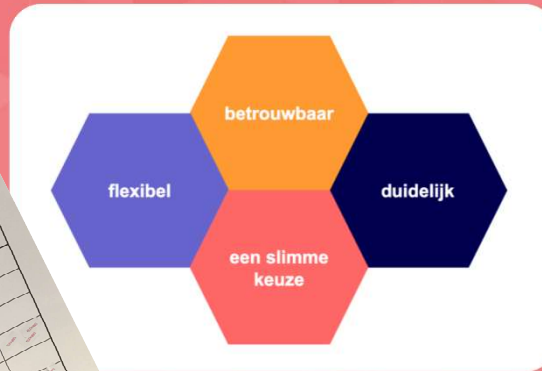 betrouwbaar
flexibel
duidelijk
een slimme
keuze